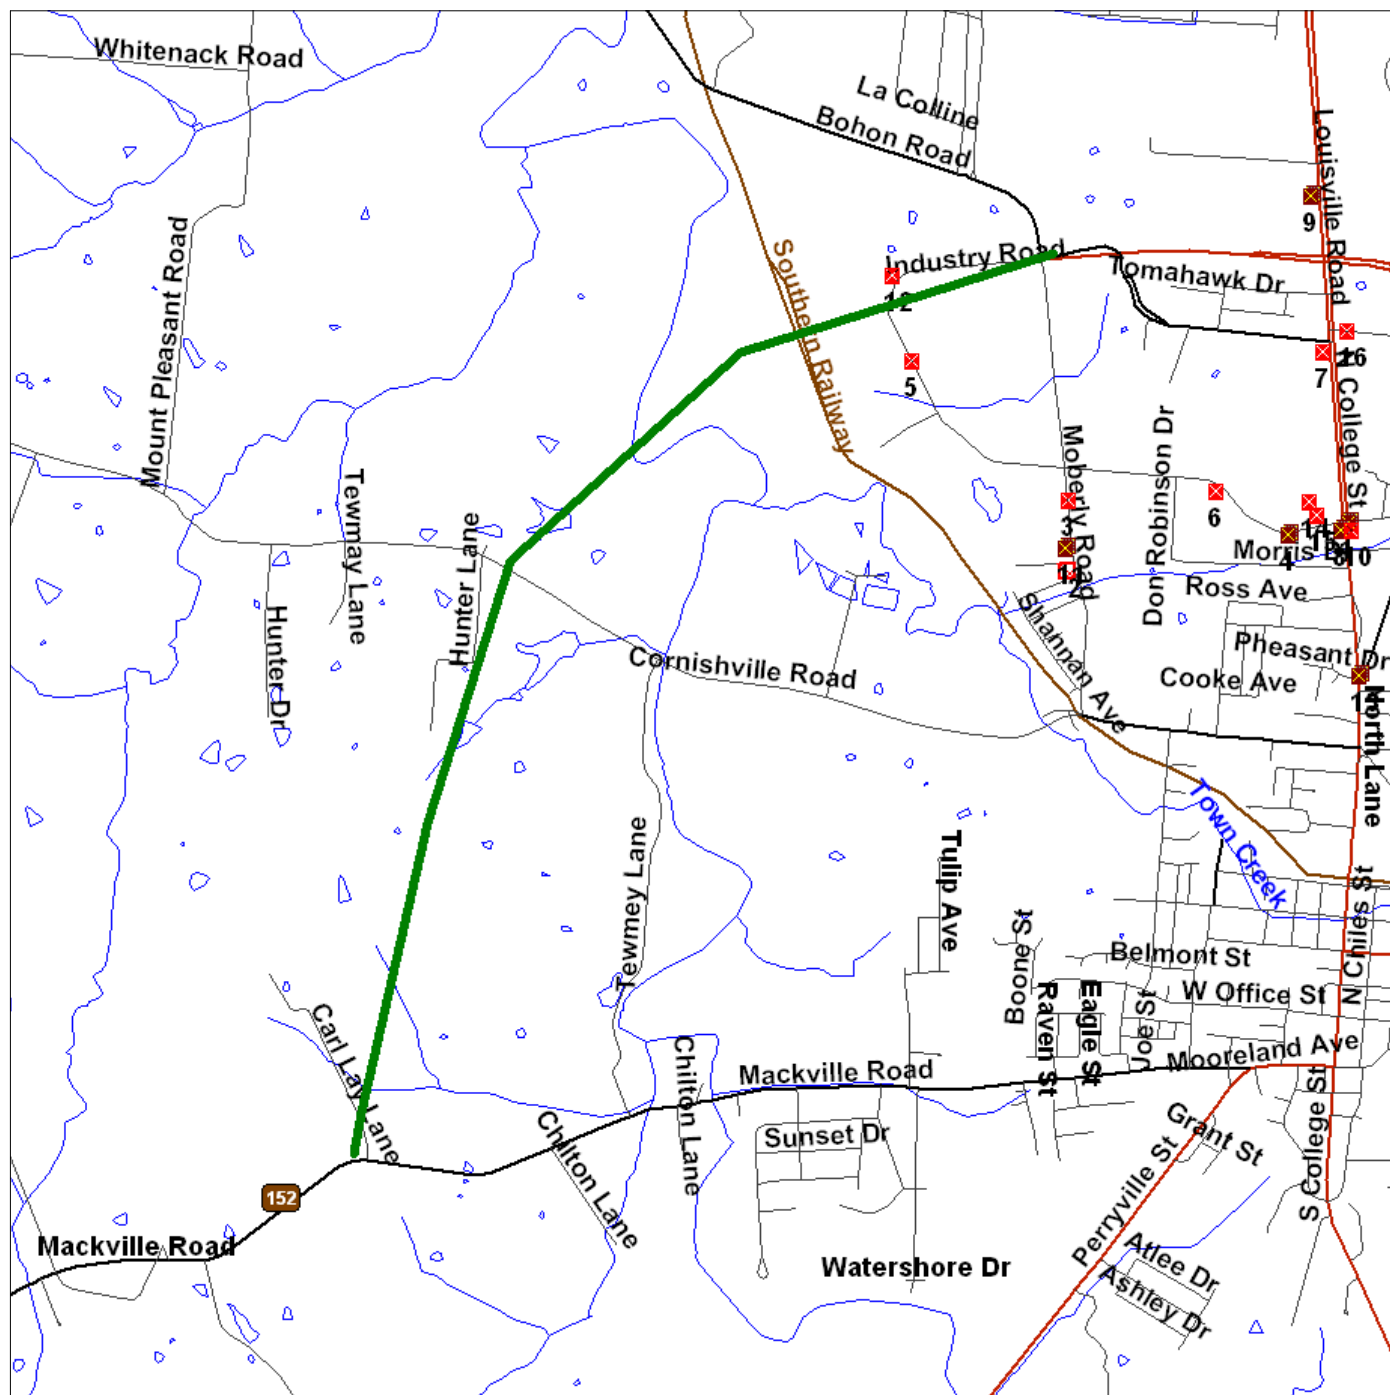 Whitenack Road
La Colline
Bohon Road
Louisville Road
9
Mount Pleasant Road
Southern Railway
Industry Road
Tomahawk Dr
12
16
7
5
N College St
Moberly Road
Don Robinson Dr
Tewmay Lane
Hunter Lane
6
4
10
Morris
Ross Ave
Shannan Ave
Hunter Dr
Cornishville Road
Pheasant Dr
Cooke Ave
North Lane
Town Creek
Tewmey Lane
Tulip Ave
N Chiles St
Boone St
Belmont St
W Office St
Raven St
Eagle St
Joe St
Carl Lay Lane
Chilton Lane
Mackville Road
Mooreland Ave
Chilton Lane
Sunset Dr
Grant St
S College St
Perryville St
152
Mackville Road
Watershore Dr
Atlee Dr
Ashley Dr